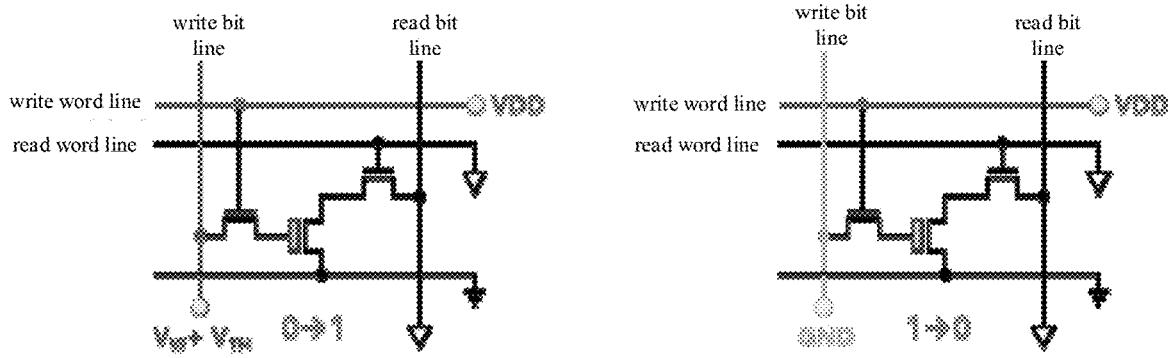 write bit
line
read bit
line
write word line
VDD
read word line
0→1
write bit
line
read bit
line
write word line
VDD
read word line
GND
1→0